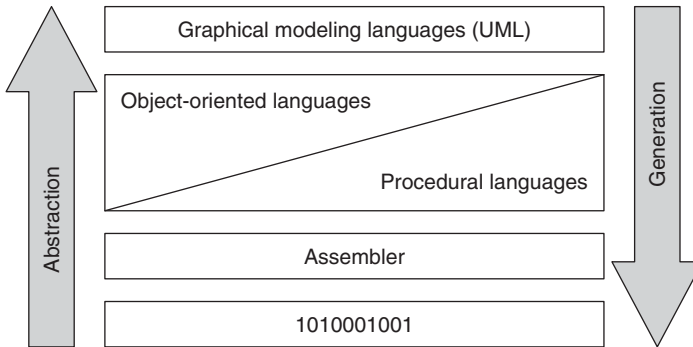 Graphical modeling languages (UML)
Object-oriented languages
Procedural languages
Assembler
1010001001
Abstraction
Generation